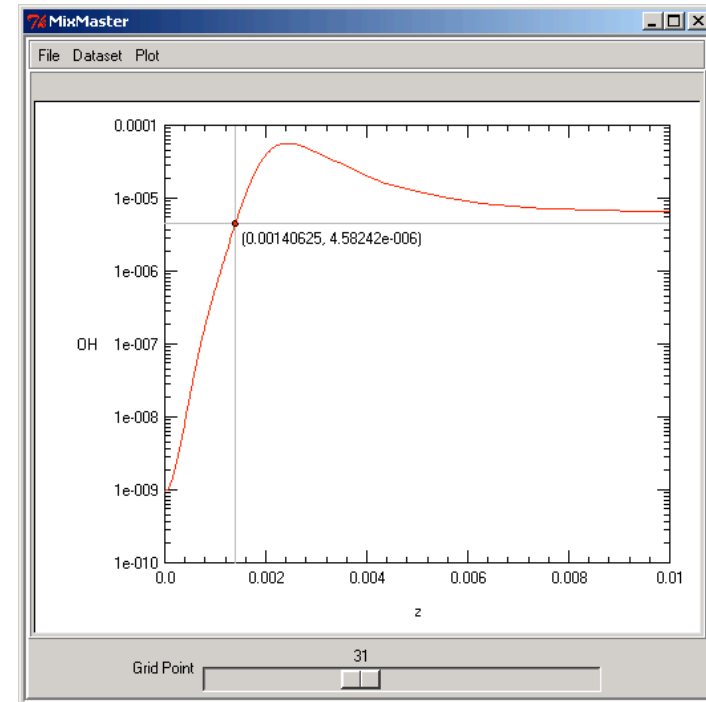 MixMaster
File Dataset Plot
0.0001
1e-005
(0.00140625, 4.58242e-006)
1e-006
OH 1e-007
1e-008
1e-009
1e-010
0.0 0.002 0.004 0.006 0.008 0.01
z
31
Grid Point